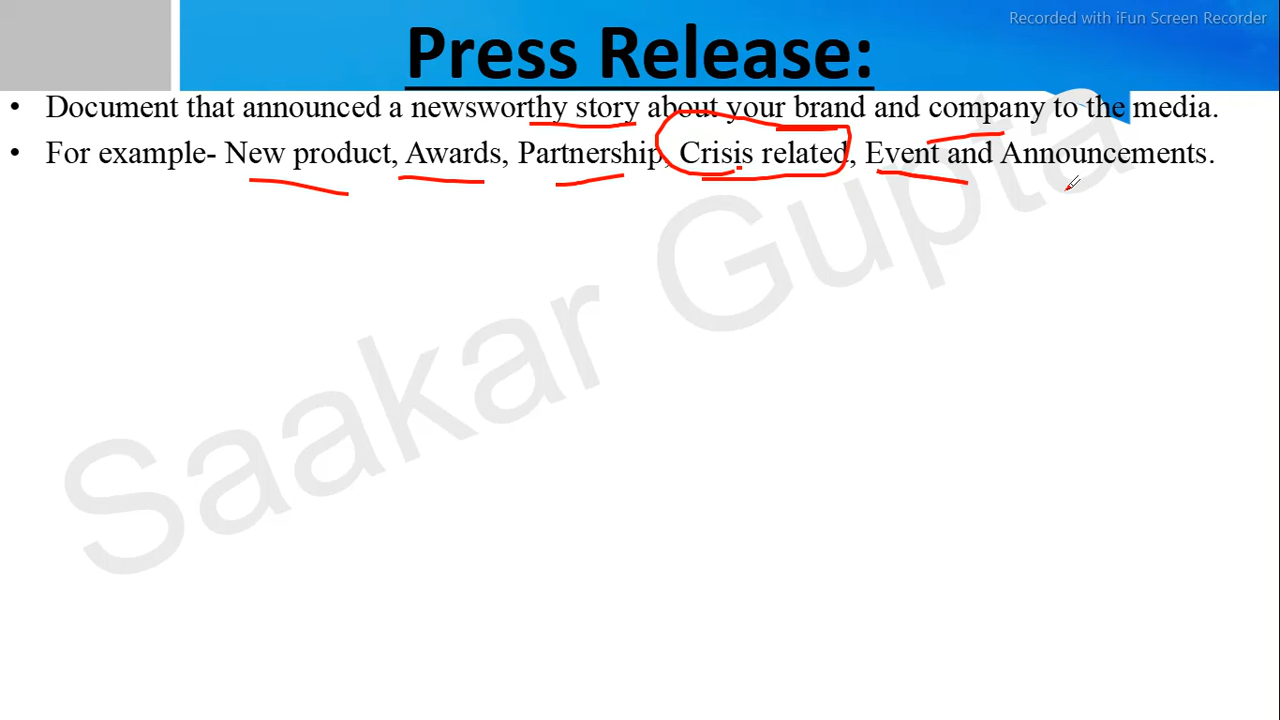 Recorded with iFun Screen Recorder
Press Release:
• Document that announced a newsworthy story about your brand and company to the media.
• For example- New product, Awards, Partnership, Crisis related, Event and Announcements.
Saakar Gupta